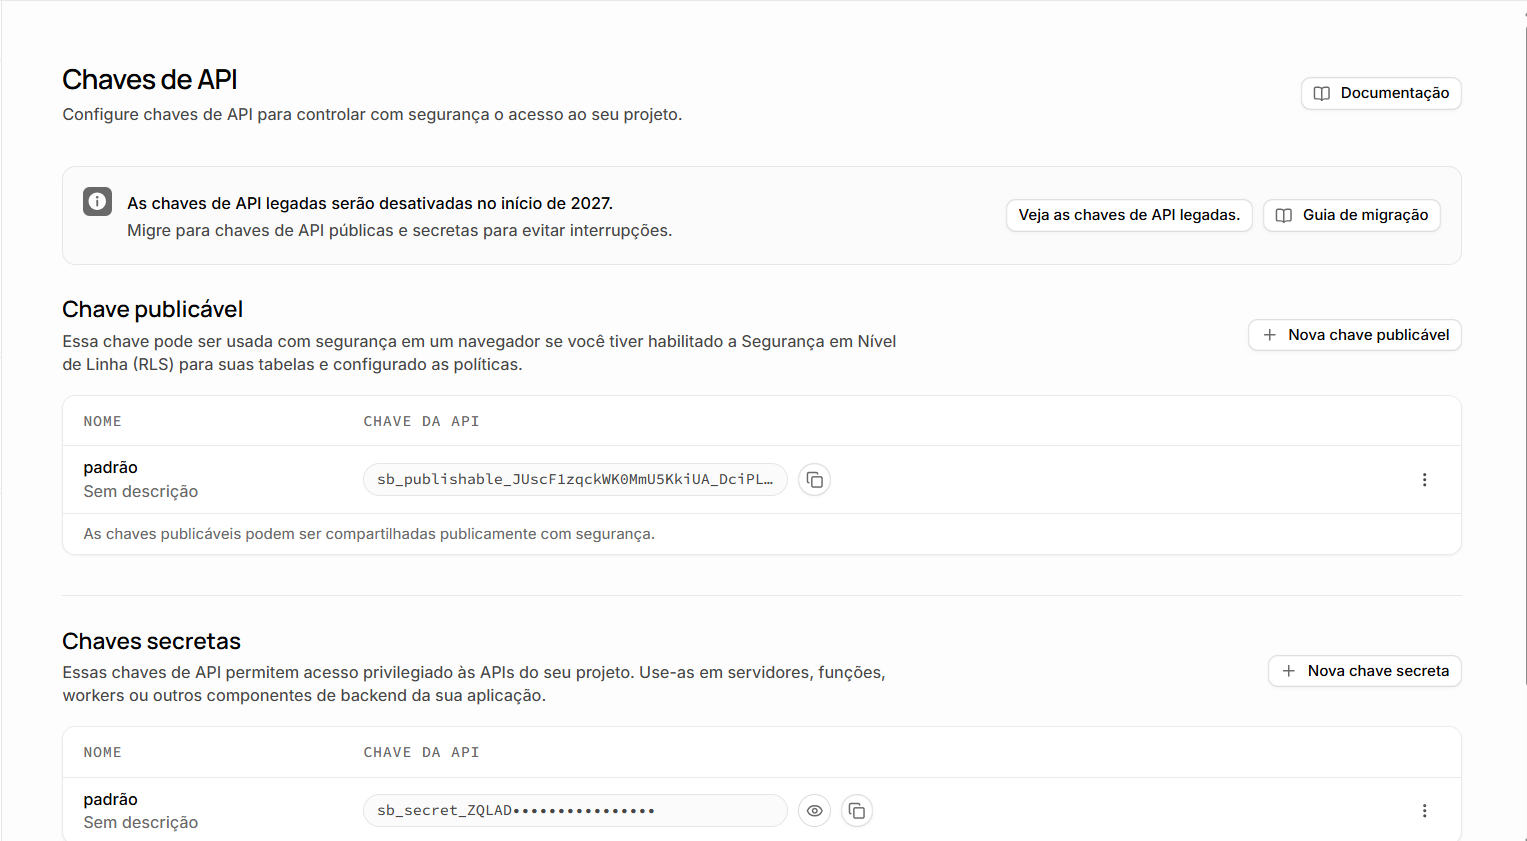 Chaves de API
Configure chaves de API para controlar com segurança o acesso ao seu projeto.
Documentação
As chaves de API legadas serão desativadas no início de 2027.
Migre para chaves de API públicas e secretas para evitar interrupções.
Veja as chaves de API legadas.
Guia de migração
Chave publicável
Essa chave pode ser usada com segurança em um navegador se você tiver habilitado a Segurança em Nível
de Linha (RLS) para suas tabelas e configurado as políticas.
Nova chave publicável
NOME CHAVE DA API
padrão
Sem descrição
sb_publishable_JUscF1zqckWK0MmU5KkiUA_DciPL…
As chaves publicáveis podem ser compartilhadas publicamente com segurança.
Chaves secretas
Essas chaves de API permitem acesso privilegiado às APIs do seu projeto. Use-as em servidores, funções,
workers ou outros componentes de backend da sua aplicação.
Nova chave secreta
NOME CHAVE DA API
padrão
Sem descrição
sb_secret_ZQLAD••••••••••••••••